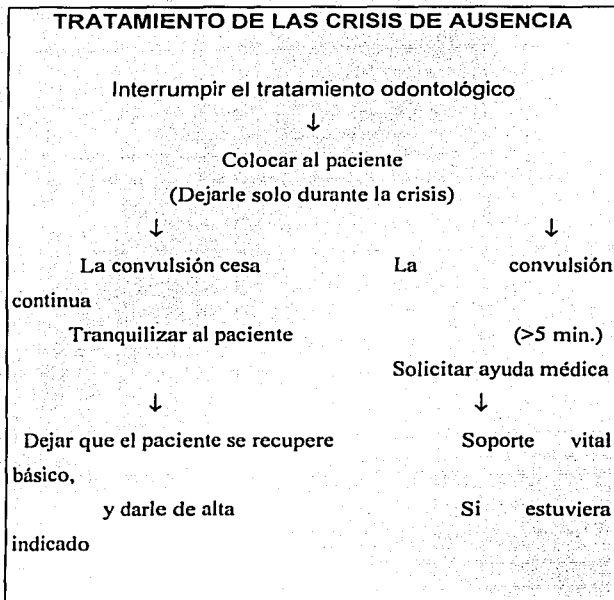 TRATAMIENTO DE LAS CRISIS DE AUSENCIA
Interrumpir el tratamiento odontológico
↓
Colocar al paciente
(Dejarle solo durante la crisis)
↓ ↓
La convulsión cesa La convulsión
continua
Tranquilizar al paciente (>5 min.)
Solicitar ayuda médica
↓ ↓
Dejar que el paciente se recupere Soporte vital
básico,
y darle de alta Si estuviera
indicado